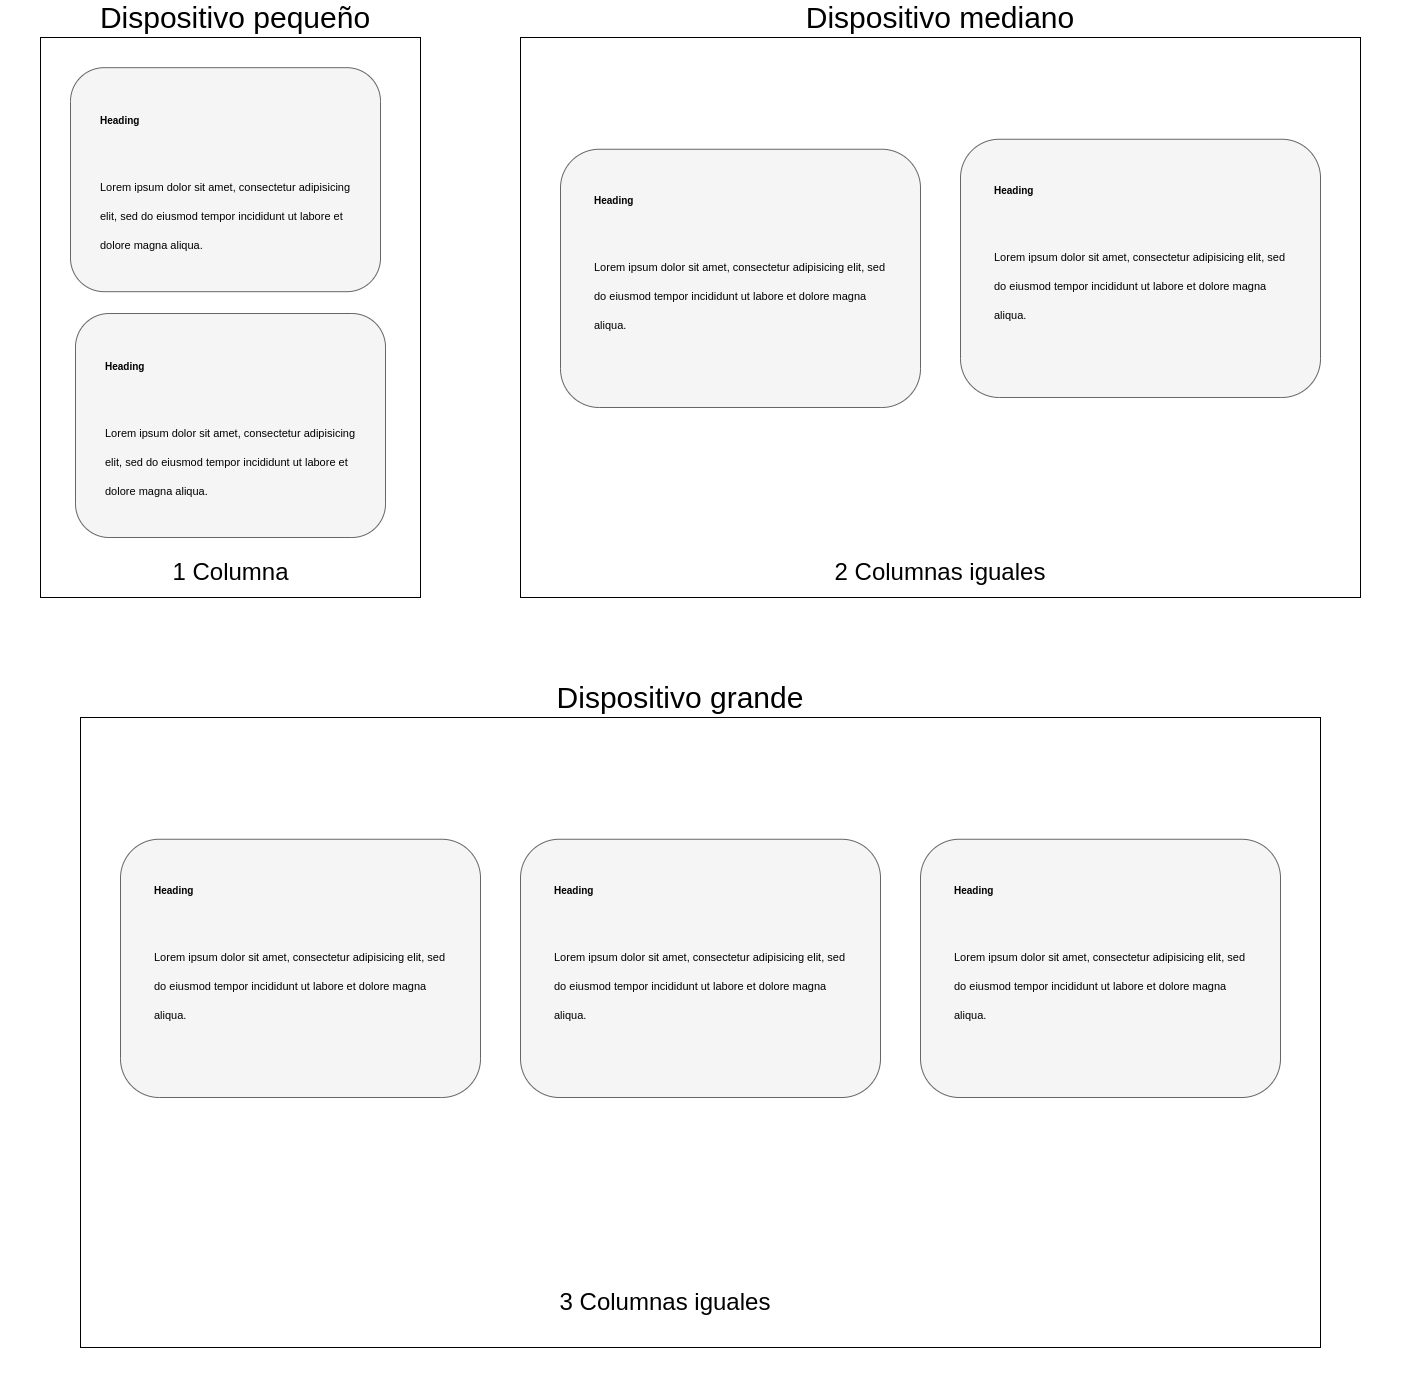 Dispositivo pequeño
Heading
Lorem ipsum dolor sit amet, consectetur adipisicing
elit, sed do eiusmod tempor incididunt ut labore et
dolore magna aliqua.
Heading
Lorem ipsum dolor sit amet, consectetur adipisicing
elit, sed do eiusmod tempor incididunt ut labore et
dolore magna aliqua.
1 Columna
Dispositivo mediano
Heading
Lorem ipsum dolor sit amet, consectetur adipisicing elit, sed
do eiusmod tempor incididunt ut labore et dolore magna
aliqua.
Heading
Lorem ipsum dolor sit amet, consectetur adipisicing elit, sed
do eiusmod tempor incididunt ut labore et dolore magna
aliqua.
2 Columnas iguales
Dispositivo grande
Heading
Lorem ipsum dolor sit amet, consectetur adipisicing elit, sed
do eiusmod tempor incididunt ut labore et dolore magna
aliqua.
Heading
Lorem ipsum dolor sit amet, consectetur adipisicing elit, sed
do eiusmod tempor incididunt ut labore et dolore magna
aliqua.
Heading
Lorem ipsum dolor sit amet, consectetur adipisicing elit, sed
do eiusmod tempor incididunt ut labore et dolore magna
aliqua.
3 Columnas iguales